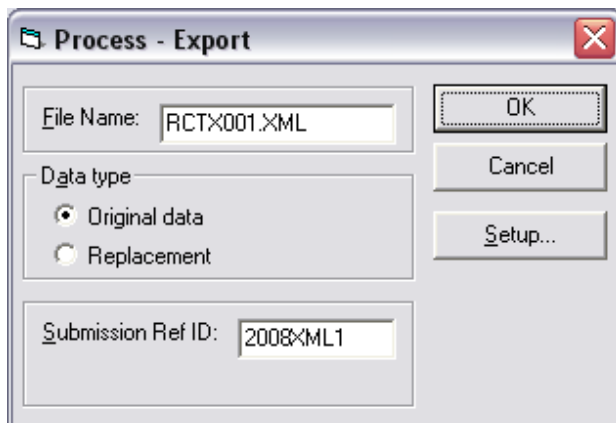 Process - Export
File Name: RCTX001.XML
OK
Cancel
Data type
Original data
Replacement
Setup...
Submission Ref ID: 2008XML1